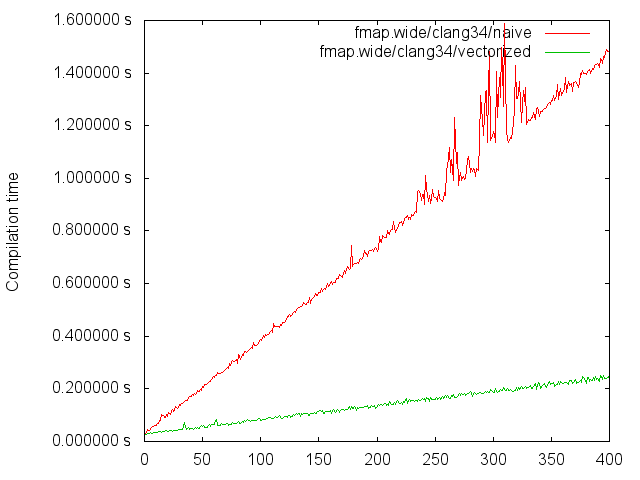 fmap.wide/clang34/naive
fmap.wide/clang34/vectorized
1.600000 s
1.400000 s
1.200000 s
1.000000 s
0.800000 s
0.600000 s
0.400000 s
0.200000 s
0.000000 s
Compilation time
0 50 100 150 200 250 300 350 400